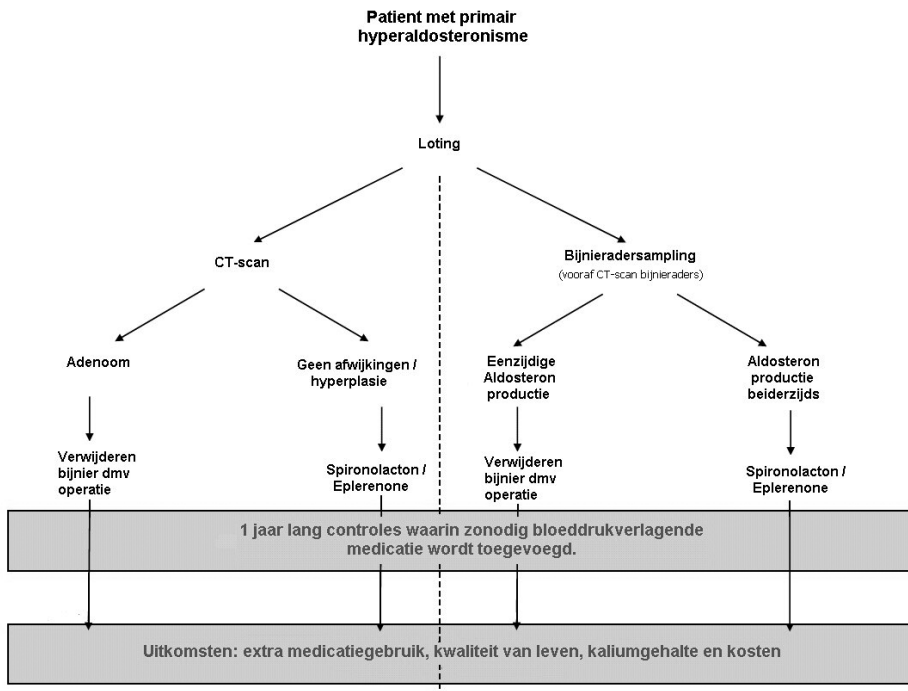 Patient met primair
hyperaldosteronisme
Loting
CT-scan
Bijnieradersampling
(vooraf CT-scan bijnieraders)
Adenoom
Geen afwijkingen /
hyperplasie
Eenzijdige
Aldosteron
productie
Aldosteron
productie
beiderzijds
Verwijderen
bijnier dmv
operatie
Spironolacton /
Eplerenone
Verwijderen
bijnier dmv
operatie
Spironolacton /
Eplerenone
1 jaar lang controles waarin zonodig bloeddrukverlagende
medicatie wordt toegevoegd.
Uitkomsten: extra medicatiegebruik, kwaliteit van leven, kaliumgehalte en kosten